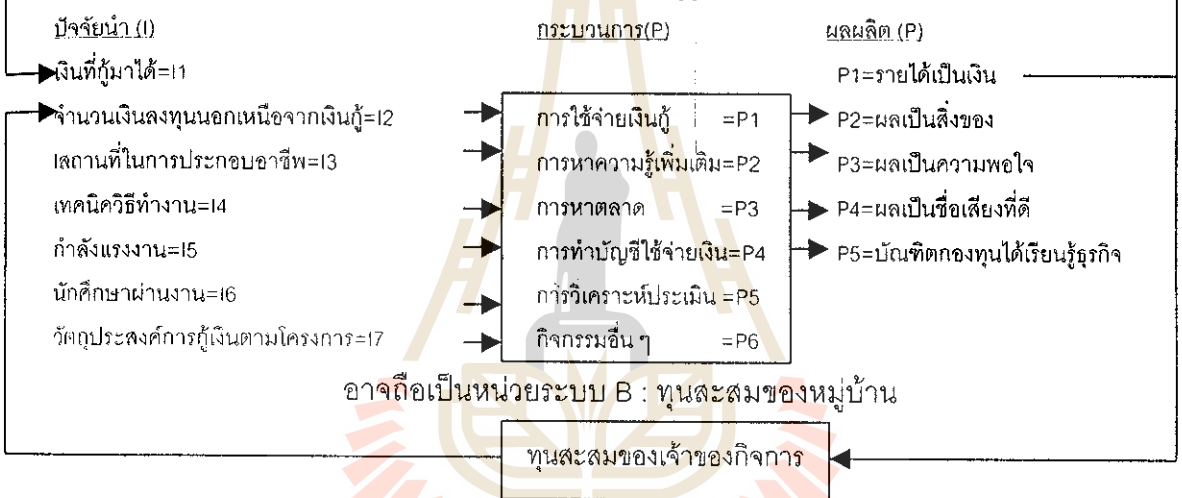 ปัจจัยนำ (I)
เงินที่กู้มาได้=I1
จำนวนเงินลงทุนนอกเหนือจากเงินกู้=I2
Iสถานที่ในการประกอบอาชีพ=I3
เทคนิควิธีทำงาน=I4
กำลังแรงงาน=I5
นักศึกษาผ่านงาน=I6
วัตถุประสงค์การกู้เงินตามโครงการ=I7
กระบวนการ(P)
การใช้จ่ายเงินกู้ =P1
การหาความรู้เพิ่มเติม=P2
การหาตลาด =P3
การทำบัญชีใช้จ่ายเงิน=P4
การวิเคราะห์ประเมิน =P5
กิจกรรมอื่น ๆ =P6
ผลผลิต (P)
P1=รายได้เป็นเงิน
P2=ผลเป็นสิ่งของ
P3=ผลเป็นความพอใจ
P4=ผลเป็นชื่อเสียงที่ดี
P5=บัณฑิตกองทุนได้เรียนรู้ธุรกิจ
อาจถือเป็นหน่วยระบบ B : ทุนสะสมของหมู่บ้าน
ทุนสะสมของเจ้าของกิจการ